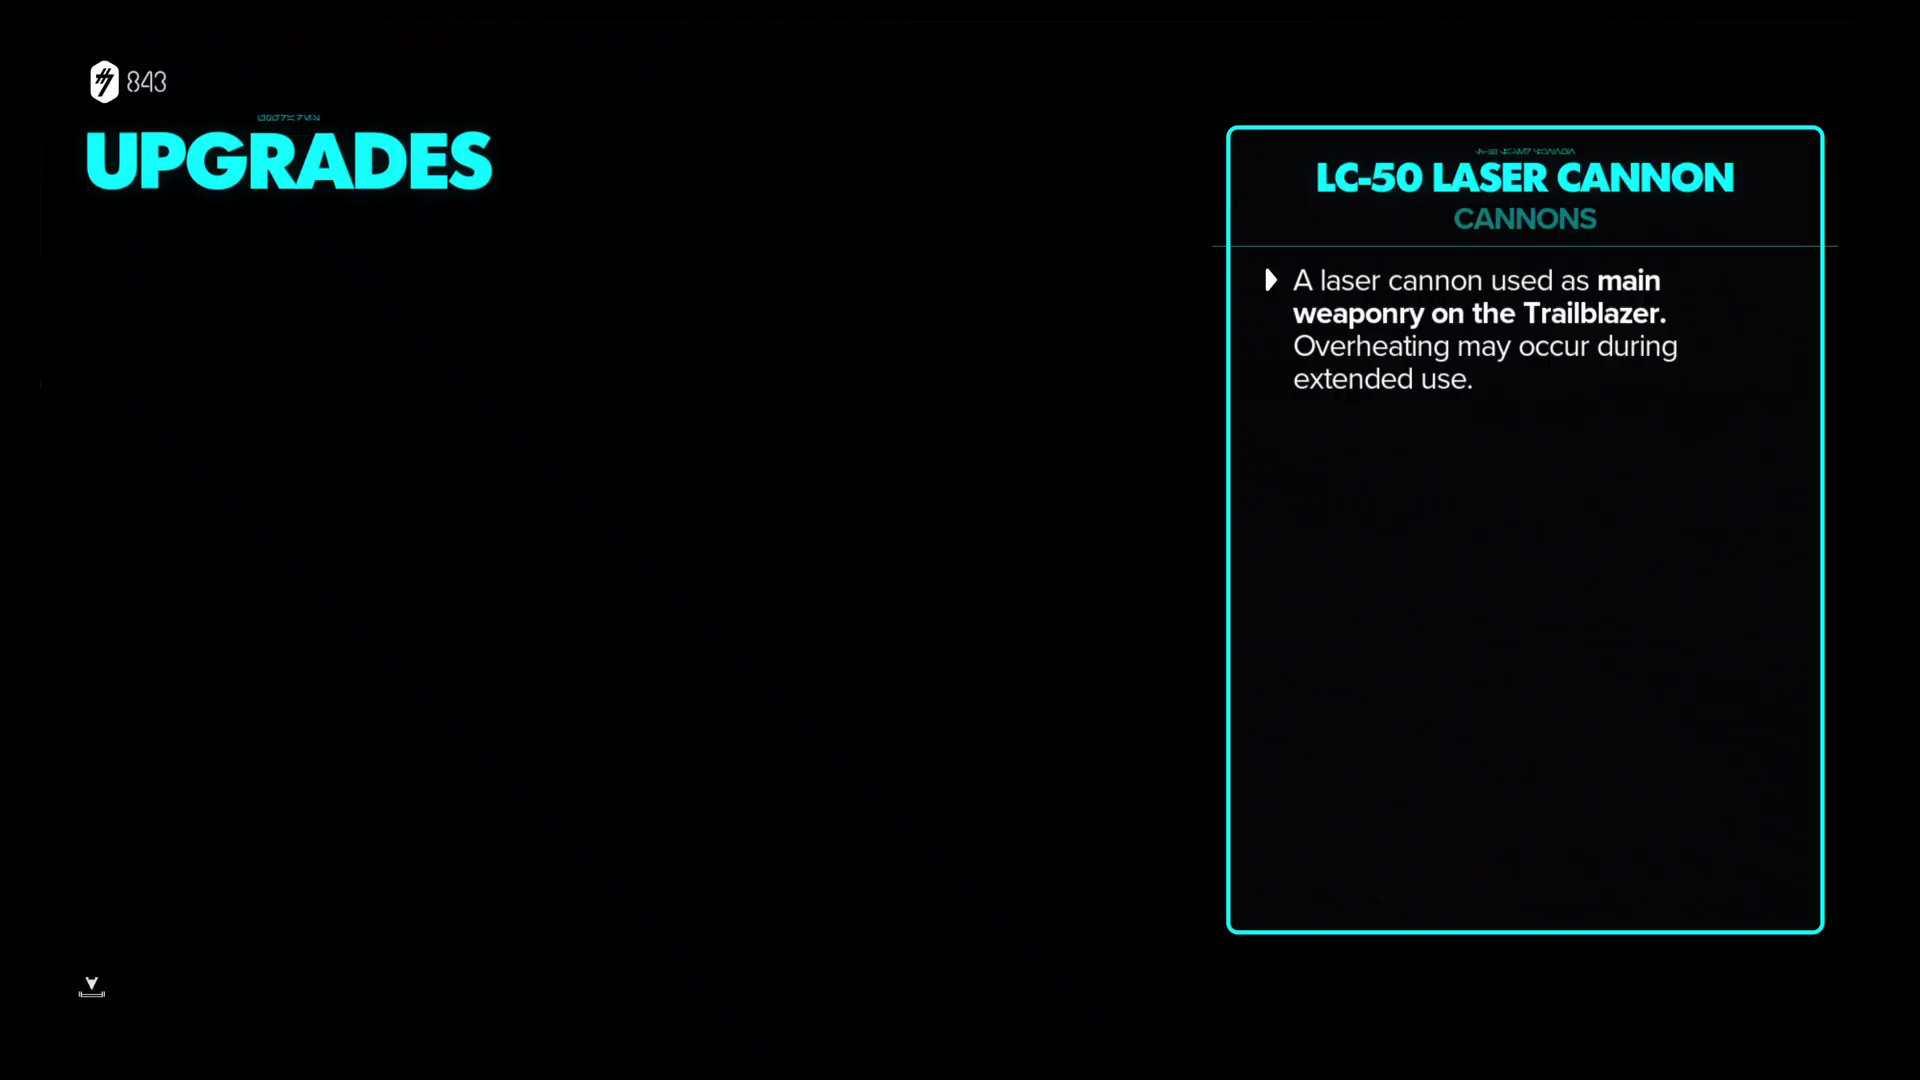 843
UPGRADES
LC-50 LASER CANNON
CANNONS
A laser cannon used as main
weaponry on the Trailblazer.
Overheating may occur during
extended use.